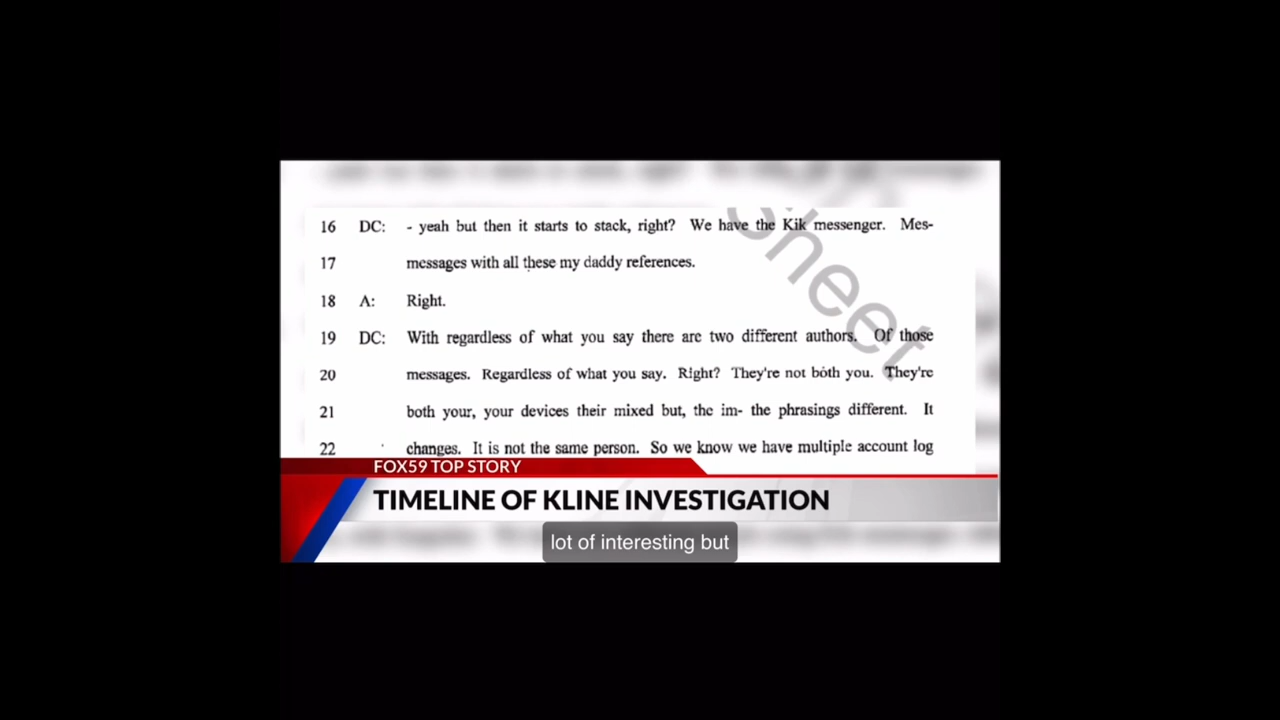 16 DC: - yeah but then it starts to stack, right? We have the Kik messenger. Mes-
17 messages with all these my daddy references.
18 A: Right.
19 DC: With regardless of what you say there are two different authors. Of those
20 messages. Regardless of what you say. Right? They're not both you. They're
21 both your, your devices their mixed but, the im- the phrasings different. It
22 changes. It is not the same person. So we know we have multiple account log
Sheet
FOX59 TOP STORY
TIMELINE OF KLINE INVESTIGATION
lot of interesting but